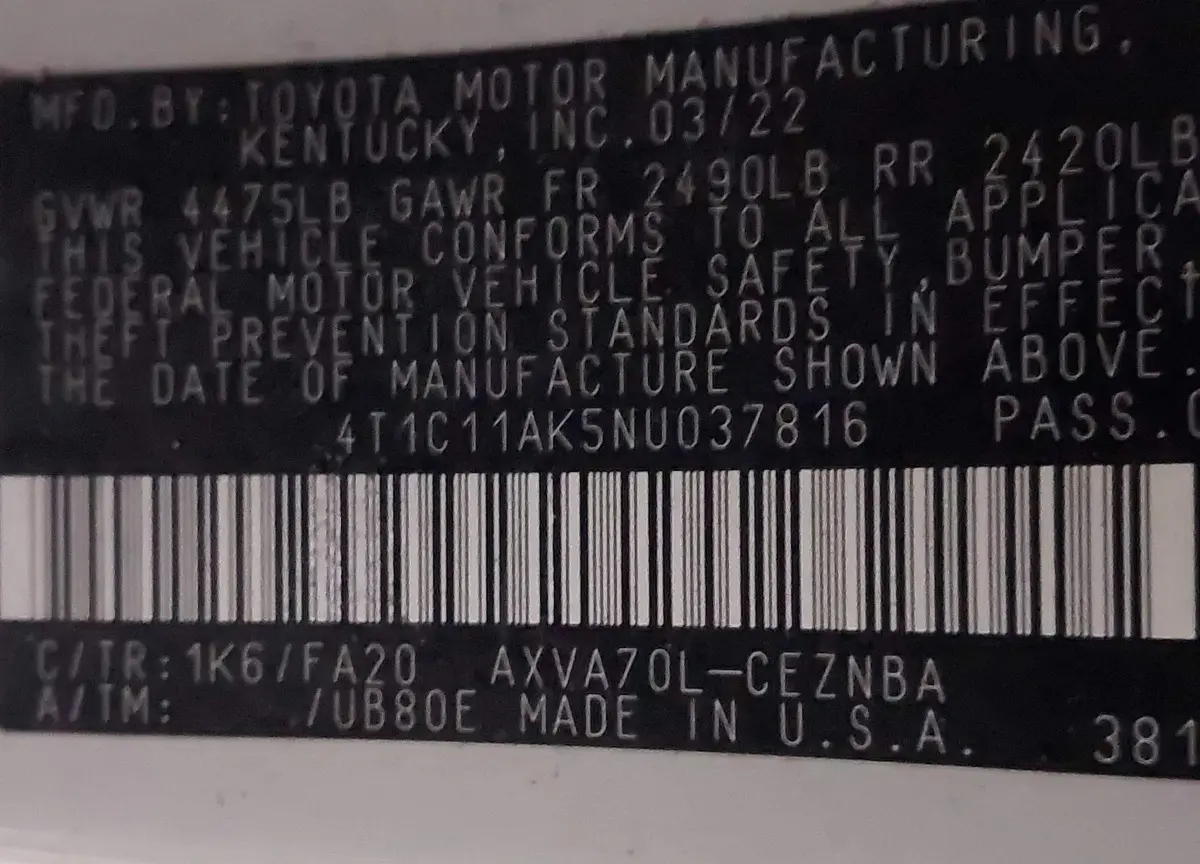 MFD.BY:TOYOTA MOTOR MANUFACTURING,
KENTUCKY, INC.03/22
GVWR 4475LB GAWR FR 2490LB RR 2420LB
THIS VEHICLE CONFORMS TO ALL APPLICA
FEDERAL MOTOR VEHICLE SAFETY,BUMPER,
THEFT PREVENTION STANDARDS IN EFFECT
THE DATE OF MANUFACTURE SHOWN ABOVE.
4T1C11AK5NU037816 PASS.
C/TR:1K6/FA20 AXVA70L-CEZNBA
A/TM: /UB80E MADE IN U.S.A. 381